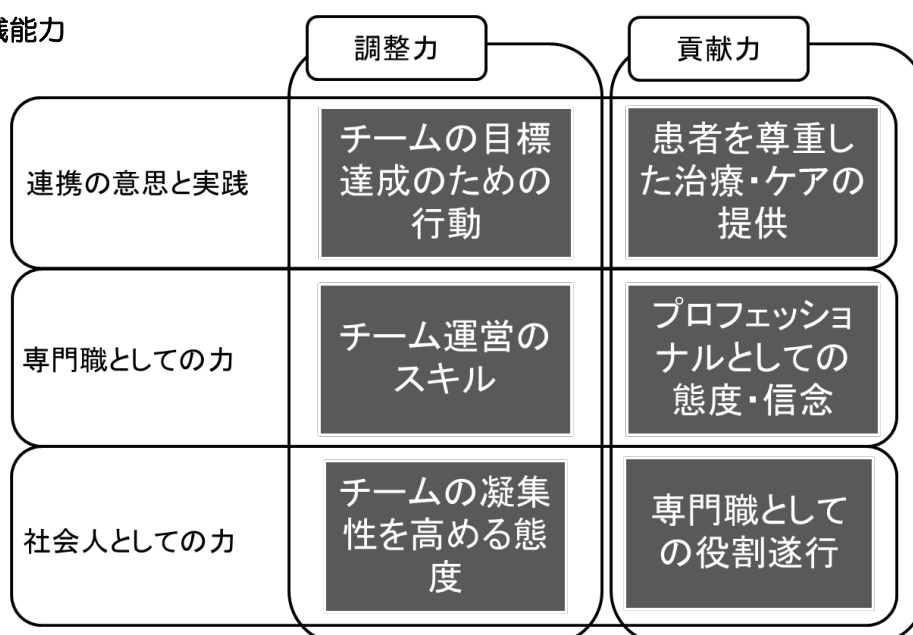 践能力
調整力
貢献力
連携の意思と実践
チームの目標
達成のための
行動
患者を尊重し
た治療・ケアの
提供
専門職としての力
チーム運営の
スキル
プロフェッショ
ナルとしての
態度・信念
社会人としての力
チームの凝集
性を高める態
度
専門職として
の役割遂行